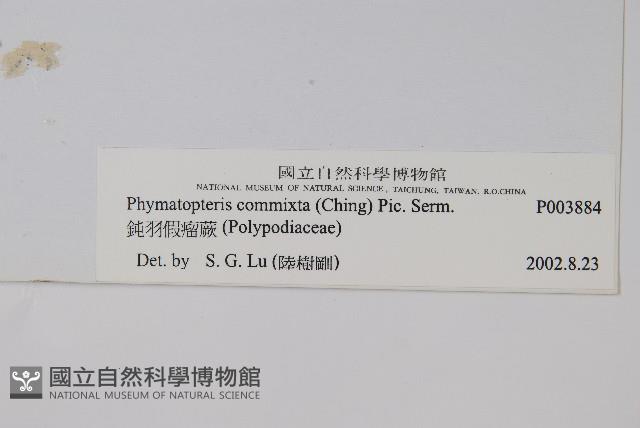 國立自然科學博物館
NATIONAL MUSEUM OF NATURAL SCIENCE, TAICHUNG, TAIWAN, R.O.CHINA
Phymatopteris commixta (Ching) Pic. Serm. P003884
鈍羽假瘤蕨 (Polypodiaceae)
Det. by S. G. Lu (陸樹剛) 2002.8.23
國立自然科學博物館
NATIONAL MUSEUM OF NATURAL SCIENCE